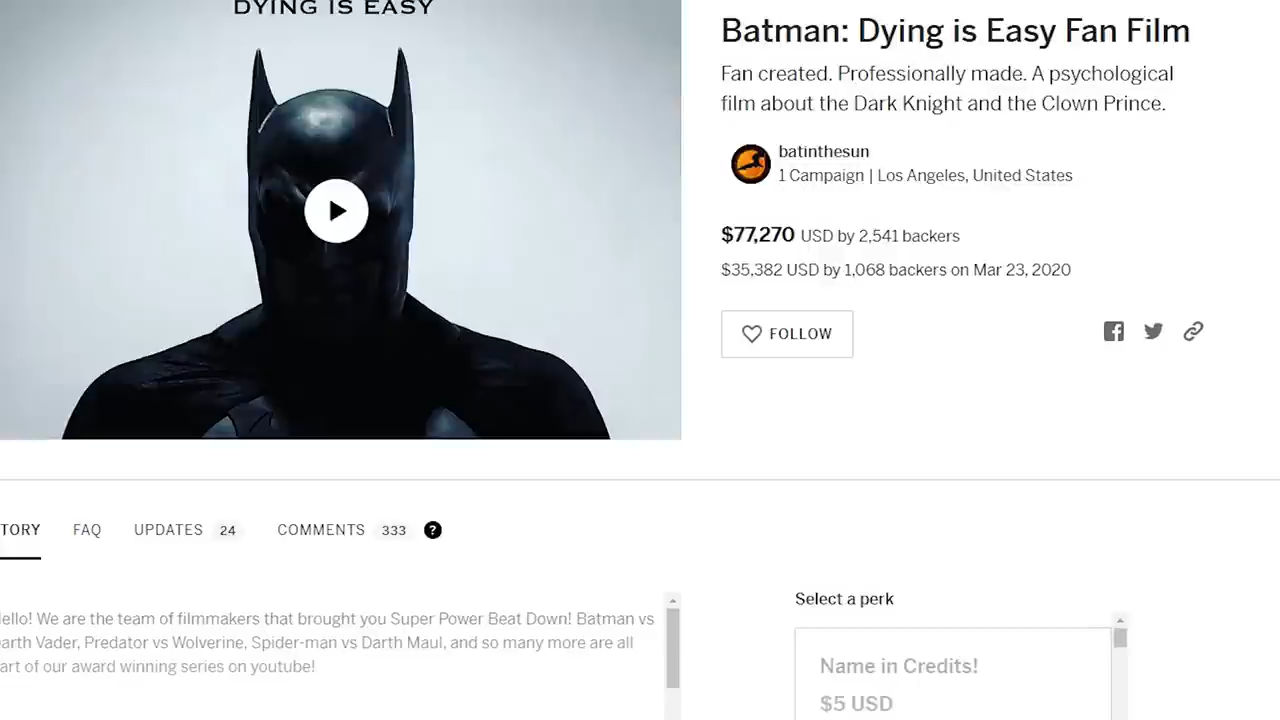 DYING IS EASY
Batman: Dying is Easy Fan Film
Fan created. Professionally made. A psychological
film about the Dark Knight and the Clown Prince.
batinthesun
1 Campaign | Los Angeles, United States
$77,270 USD by 2,541 backers
$35,382 USD by 1,068 backers on Mar 23, 2020
FOLLOW
TORY FAQ UPDATES 24 COMMENTS 333 ?
ello! We are the team of filmmakers that brought you Super Power Beat Down! Batman vs
arth Vader, Predator vs Wolverine, Spider-man vs Darth Maul, and so many more are all
art of our award winning series on youtube!
Select a perk
Name in Credits!
$5 USD